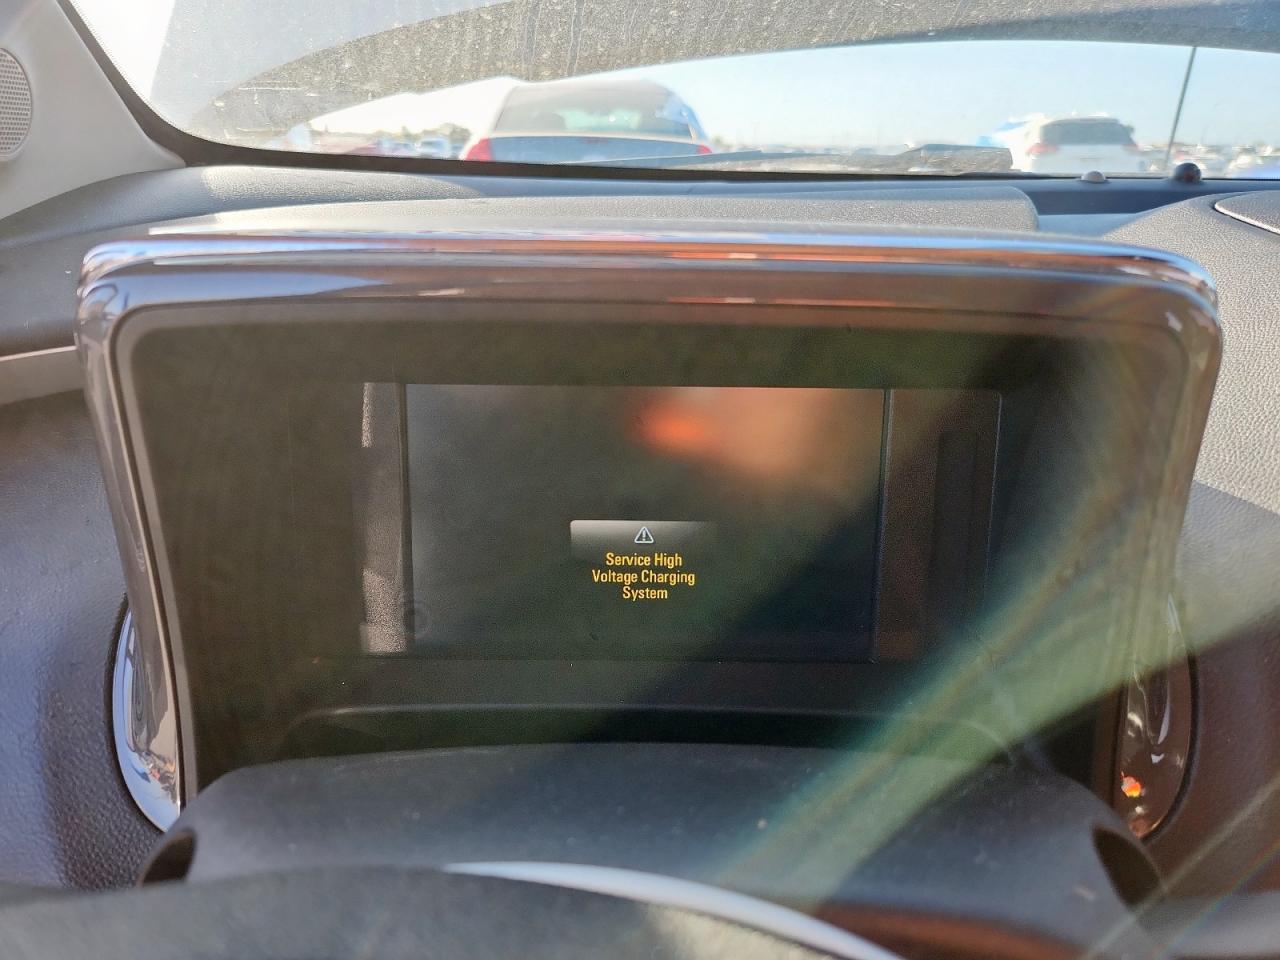 Service High
Voltage Charging
System